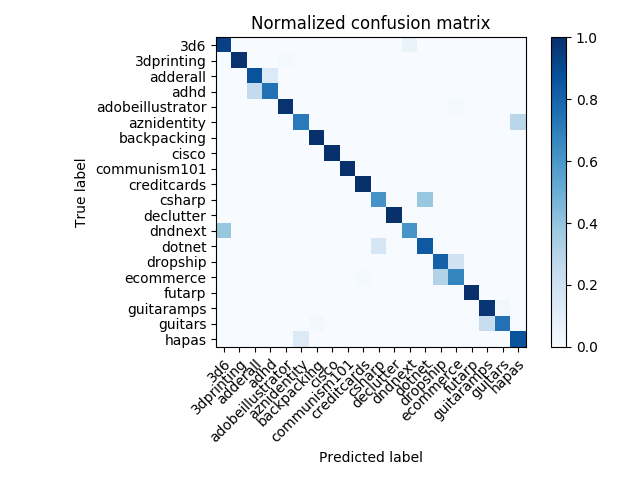 Normalized confusion matrix
True label
3d6
3dprinting
adderall
adhd
adobeillustrator
aznidentity
backpacking
cisco
communism101
creditcards
csharp
declutter
dndnext
dotnet
dropship
ecommerce
futarp
guitaramps
guitars
hapas
3d6
3dprinting
adderall
adhd
adobeillustrator
aznidentity
backpacking
cisco
communism101
creditcards
csharp
declutter
dndnext
dotnet
dropship
ecommerce
futarp
guitaramps
guitars
hapas
Predicted label
1.0
0.8
0.6
0.4
0.2
0.0